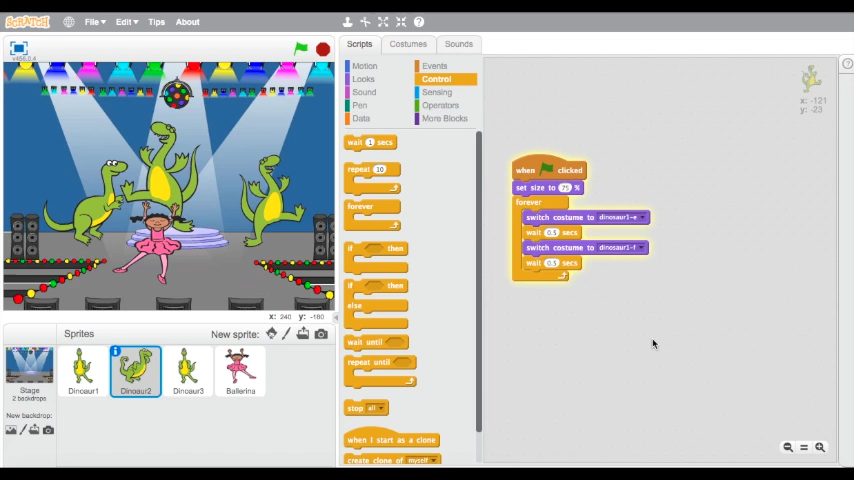 SCRATCH File Edit Tips About
v456.0.4
Scripts Costumes Sounds
Motion Events
Looks Control
Sound Sensing
Pen Operators
Data More Blocks
wait 1 secs
repeat 10
forever
if then
if then
else
wait until
repeat until
stop all
when I start as a clone
create clone of myself
x: -121
y: -23
when clicked
set size to 75 %
forever
switch costume to dinosaur1-e
wait 0.5 secs
switch costume to dinosaur1-f
wait 0.5 secs
x: 240 y: -180
Sprites New sprite:
Stage
2 backdrops
New backdrop:
Dinosaur1 Dinosaur2 Dinosaur3 Ballerina